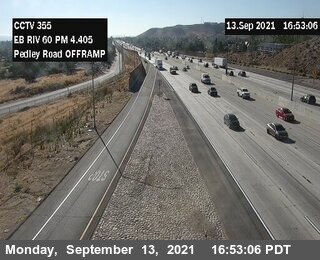 CCTV 355
EB RIV 60 PM 4.405
Pedley Road OFFRAMP
13.Sep 2021 16:53:06
STOP
Monday, September 13, 2021 16:53:06 PDT